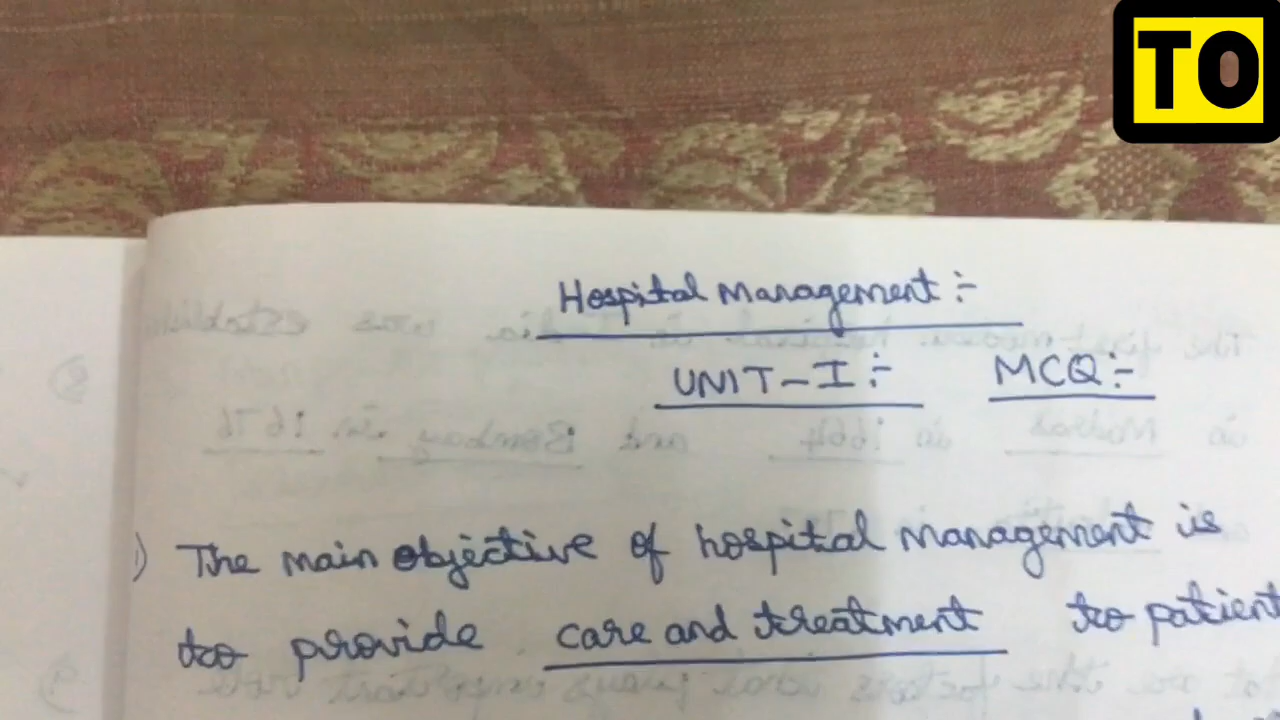 TO
Hospital Management :-
UNIT-I :- MCQ:-
1) The main objective of hospital management is
to provide care and treatment to patient